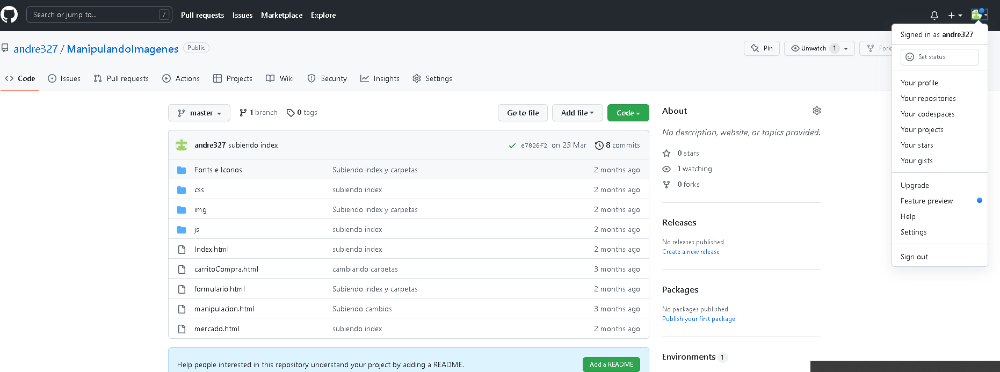 Search or jump to... /
Pull requests Issues Marketplace Explore
Signed in as andre327
Set status
Your profile
Your repositories
Your codespaces
Your projects
Your stars
Your gists
Upgrade
Feature preview
Help
Settings
Sign out
andre327 / ManipulandoImagenes Public
Pin Unwatch 1 Fork
Code Issues Pull requests Actions Projects Wiki Security Insights Settings
master 1 branch 0 tags Go to file Add file Code
andre327 subiendo index e7826f2 on 23 Mar 8 commits
Fonts e Iconos Subiendo index y carpetas 2 months ago
css subiendo index 2 months ago
img Subiendo index y carpetas 2 months ago
js subiendo index 2 months ago
Index.html subiendo index 2 months ago
carritoCompra.html cambiando carpetas 3 months ago
formulario.html Subiendo index y carpetas 2 months ago
manipulacion.html Subiendo cambios 3 months ago
mercado.html subiendo index 2 months ago
Help people interested in this repository understand your project by adding a README. Add a README
About
No description, website, or topics provided.
0 stars
1 watching
0 forks
Releases
No releases published
Create a new release
Packages
No packages published
Publish your first package
Environments 1